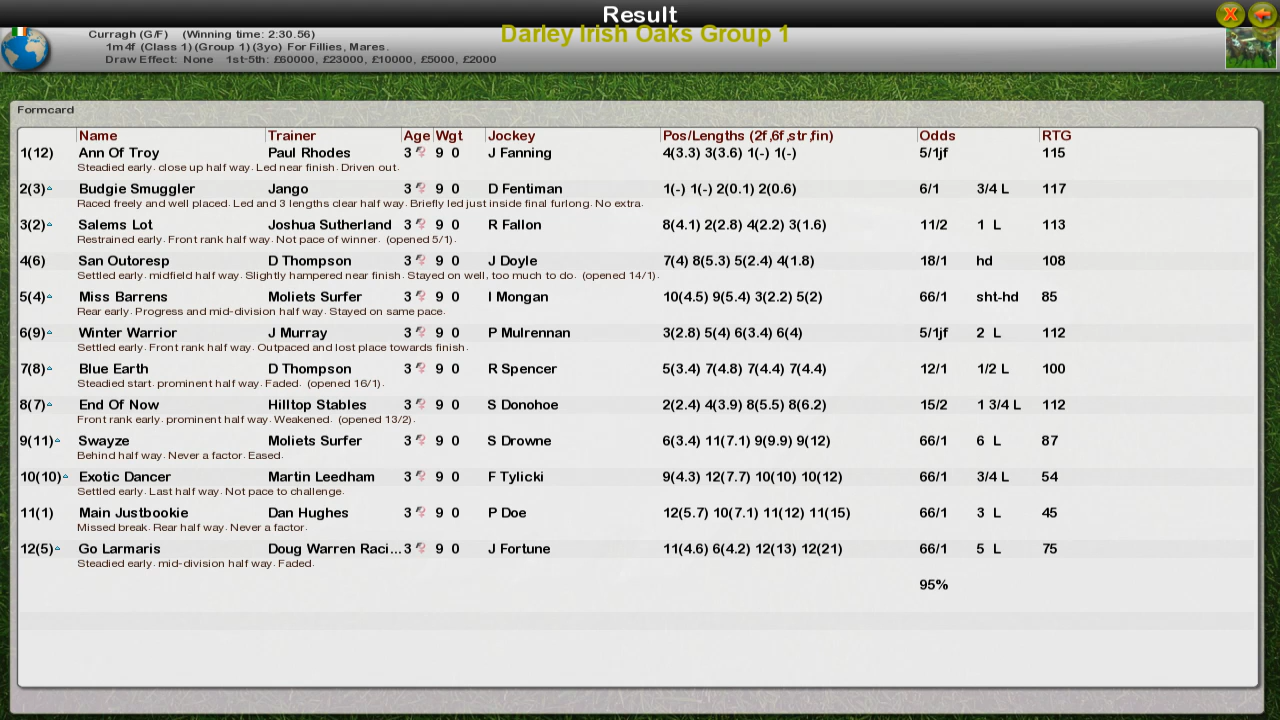 Result
Darley Irish Oaks Group 1
Curragh (G/F) (Winning time: 2:30.56)
1m4f (Class 1) (Group 1) (3yo) For Fillies, Mares.
Draw Effect: None 1st-5th: £60000, £23000, £10000, £5000, £2000
Formcard
Name Trainer Age Wgt Jockey Pos/Lengths (2f,6f,str,fin) Odds RTG
1(12) Ann Of Troy Paul Rhodes 3 9 0 J Fanning 4(3.3) 3(3.6) 1(-) 1(-) 5/1jf 115
Steadied early. close up half way. Led near finish. Driven out.
2(3) Budgie Smuggler Jango 3 9 0 D Fentiman 1(-) 1(-) 2(0.1) 2(0.6) 6/1 3/4 L 117
Raced freely and well placed. Led and 3 lengths clear half way. Briefly led just inside final furlong. No extra.
3(2) Salems Lot Joshua Sutherland 3 9 0 R Fallon 8(4.1) 2(2.8) 4(2.2) 3(1.6) 11/2 1 L 113
Restrained early. Front rank half way. Not pace of winner. (opened 5/1).
4(6) San Outoresp D Thompson 3 9 0 J Doyle 7(4) 8(5.3) 5(2.4) 4(1.8) 18/1 hd 108
Settled early. midfield half way. Slightly hampered near finish. Stayed on well, too much to do. (opened 14/1).
5(4) Miss Barrens Moliets Surfer 3 9 0 I Mongan 10(4.5) 9(5.4) 3(2.2) 5(2) 66/1 sht-hd 85
Rear early. Progress and mid-division half way. Stayed on same pace.
6(9) Winter Warrior J Murray 3 9 0 P Mulrennan 3(2.8) 5(4) 6(3.4) 6(4) 5/1jf 2 L 112
Settled early. Front rank half way. Outpaced and lost place towards finish.
7(8) Blue Earth D Thompson 3 9 0 R Spencer 5(3.4) 7(4.8) 7(4.4) 7(4.4) 12/1 1/2 L 100
Steadied start. prominent half way. Faded. (opened 16/1).
8(7) End Of Now Hilltop Stables 3 9 0 S Donohoe 2(2.4) 4(3.9) 8(5.5) 8(6.2) 15/2 1 3/4 L 112
Front rank early. prominent half way. Weakened. (opened 13/2).
9(11) Swayze Moliets Surfer 3 9 0 S Drowne 6(3.4) 11(7.1) 9(9.9) 9(12) 66/1 6 L 87
Behind half way. Never a factor. Eased.
10(10) Exotic Dancer Martin Leedham 3 9 0 F Tylicki 9(4.3) 12(7.7) 10(10) 10(12) 66/1 3/4 L 54
Settled early. Last half way. Not pace to challenge.
11(1) Main Justbookie Dan Hughes 3 9 0 P Doe 12(5.7) 10(7.1) 11(12) 11(15) 66/1 3 L 45
Missed break. Rear half way. Never a factor.
12(5) Go Larmaris Doug Warren Raci... 3 9 0 J Fortune 11(4.6) 6(4.2) 12(13) 12(21) 66/1 5 L 75
Steadied early. mid-division half way. Faded.
95%